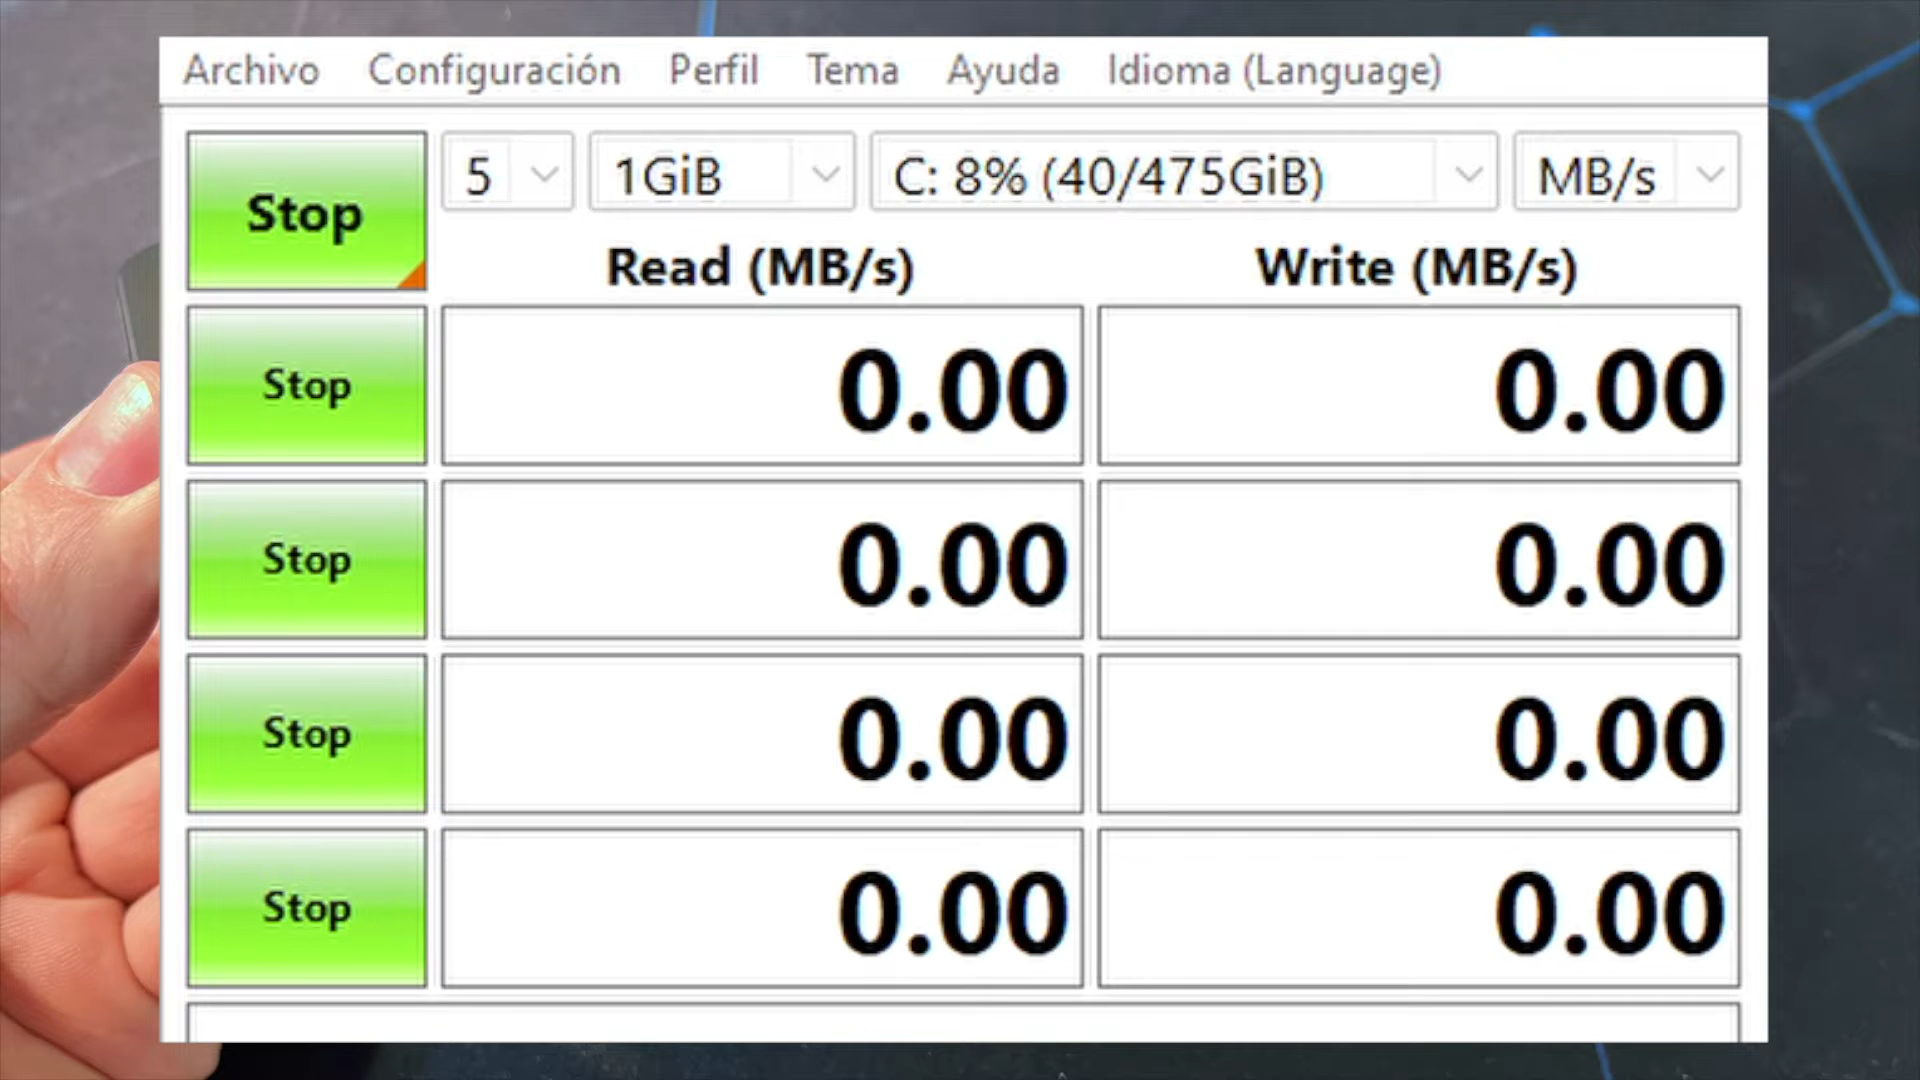 Archivo Configuración Perfil Tema Ayuda Idioma (Language)
Stop 5 1GiB C: 8% (40/475GiB) MB/s
Read (MB/s) Write (MB/s)
Stop 0.00 0.00
Stop 0.00 0.00
Stop 0.00 0.00
Stop 0.00 0.00